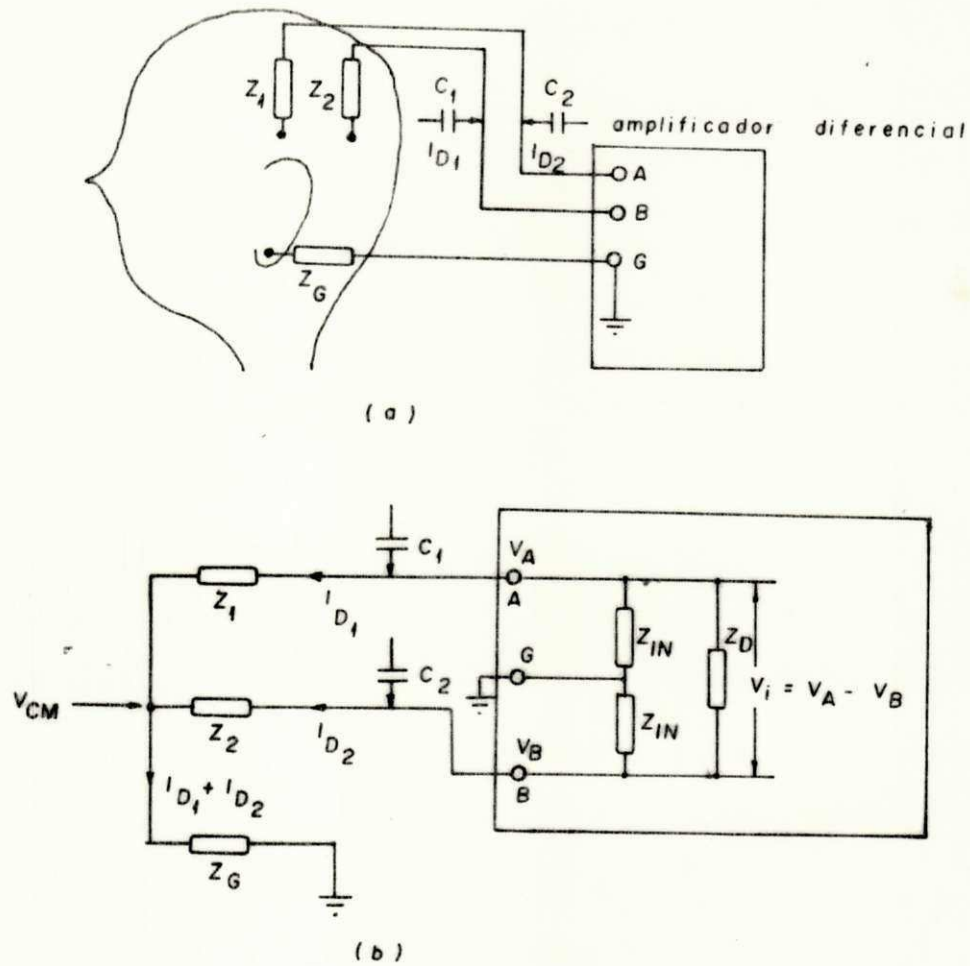 Z1 Z2
C1 C2
ID1 ID2
amplificador diferencial
A
B
G
ZG
(a)
C1
VA
A
Z1
ID1
ZIN
ZD
G
C2
Vi = VA - VB
VCM
Z2
ID2
ZIN
VB
B
ID1 + ID2
ZG
(b)